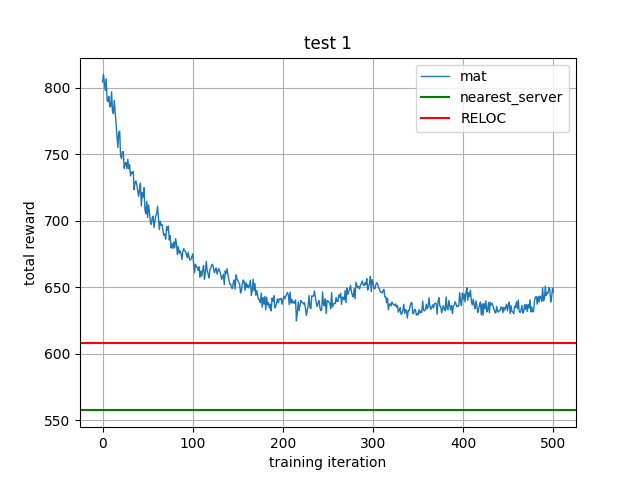 test 1
mat
nearest_server
RELOC
total reward
800
750
700
650
600
550
0
100
200
300
400
500
training iteration